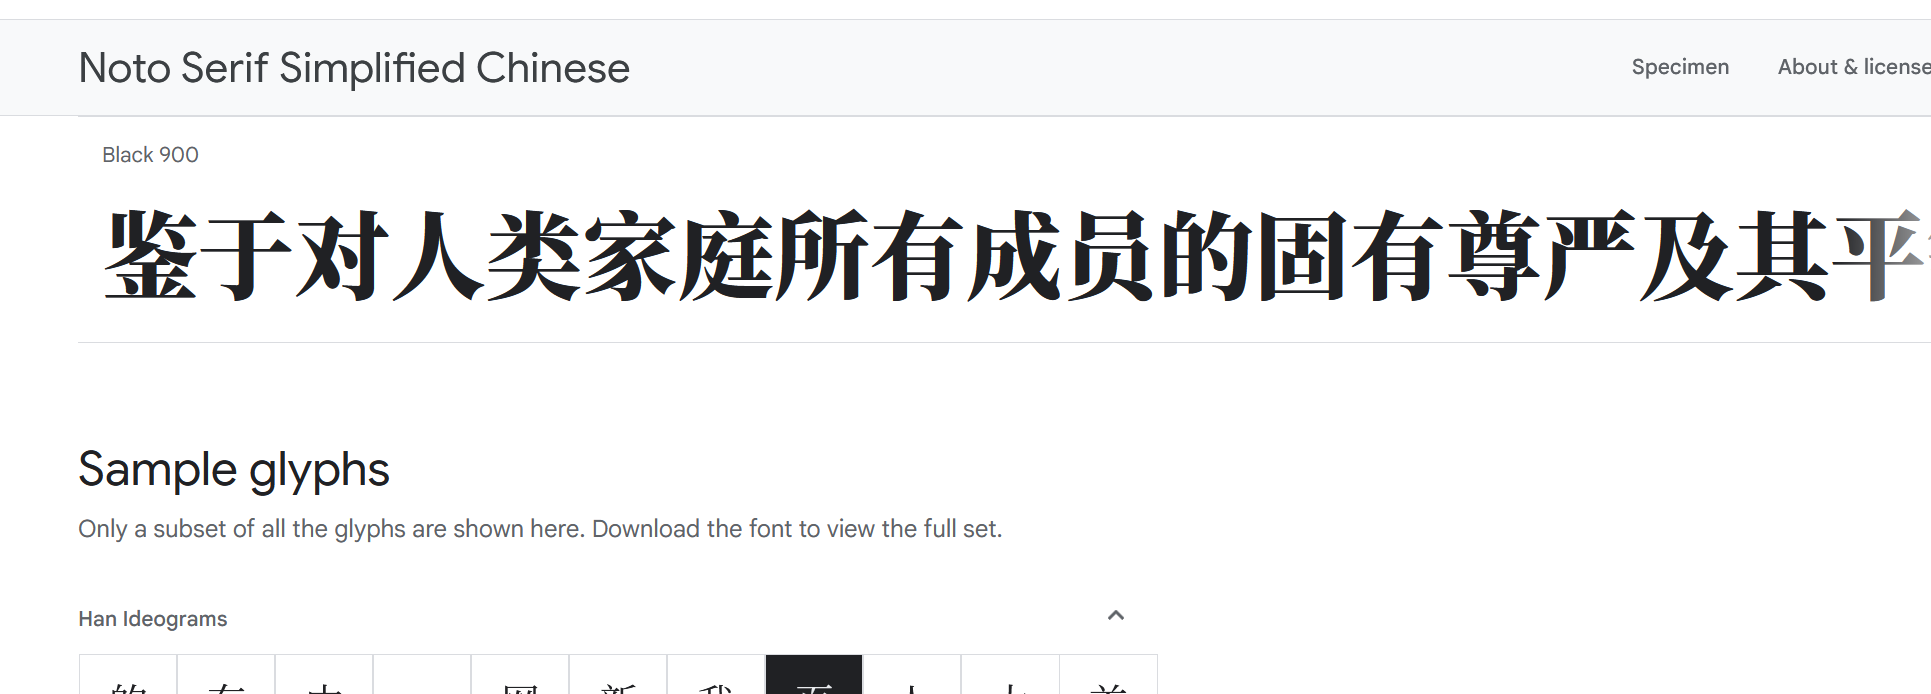 Noto Serif Simplified Chinese
Specimen
About & license
Black 900
鉴于对人类家庭所有成员的固有尊严及其平
Sample glyphs
Only a subset of all the glyphs are shown here. Download the font to view the full set.
Han Ideograms